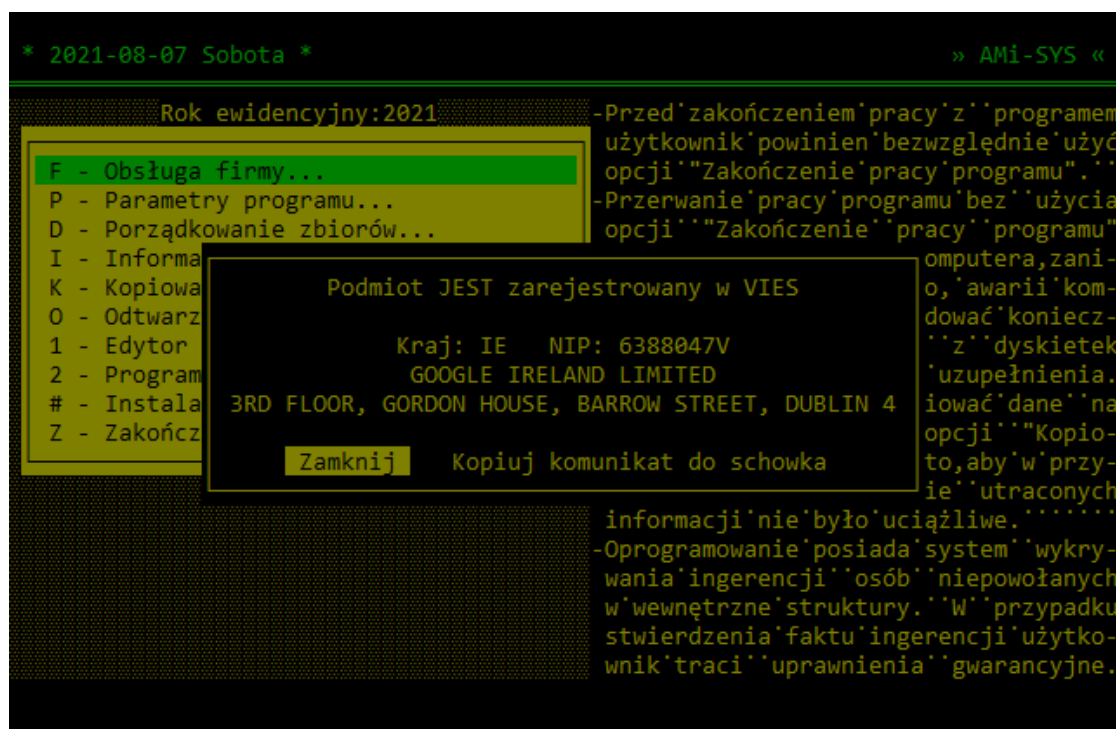 * 2021-08-07 Sobota *
» AMi-SYS «
Rok ewidencyjny:2021
F - Obsługa firmy...
P - Parametry programu...
D - Porządkowanie zbiorów...
I - Informa
K - Kopiowa
O - Odtwarz
1 - Edytor
2 - Program
# - Instala
Z - Zakończ
Podmiot JEST zarejestrowany w VIES
Kraj: IE NIP: 6388047V
GOOGLE IRELAND LIMITED
3RD FLOOR, GORDON HOUSE, BARROW STREET, DUBLIN 4
Zamknij Kopiuj komunikat do schowka
-Przed˙zakończeniem˙pracy˙z˙˙programem
użytkownik˙powinien˙bezwzględnie˙użyć
opcji˙"Zakończenie˙pracy˙programu".˙˙
-Przerwanie˙pracy˙programu˙bez˙˙użycia
opcji˙˙"Zakończenie˙˙pracy˙˙programu"
omputera,zani-
o,˙awarii˙kom-
dować˙koniecz-
˙˙z˙˙dyskietek
˙uzupełnienia.
iować˙dane˙˙na
opcji˙˙"Kopio-
to,aby˙w˙przy-
ie˙˙utraconych
informacji˙nie˙było˙uciążliwe.˙˙˙˙˙˙˙
-Oprogramowanie˙posiada˙system˙˙wykry-
wania˙ingerencji˙˙osób˙˙niepowołanych
w˙wewnętrzne˙struktury.˙˙W˙˙przypadku
stwierdzenia˙faktu˙ingerencji˙użytko-
wnik˙traci˙˙uprawnienia˙˙gwarancyjne.